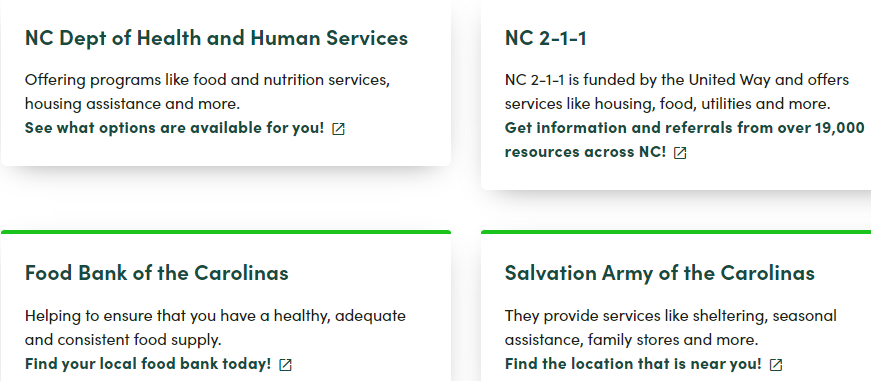 NC Dept of Health and Human Services
Offering programs like food and nutrition services,
housing assistance and more.
See what options are available for you!
NC 2-1-1
NC 2-1-1 is funded by the United Way and offers
services like housing, food, utilities and more.
Get information and referrals from over 19,000
resources across NC!
Food Bank of the Carolinas
Helping to ensure that you have a healthy, adequate
and consistent food supply.
Find your local food bank today!
Salvation Army of the Carolinas
They provide services like sheltering, seasonal
assistance, family stores and more.
Find the location that is near you!